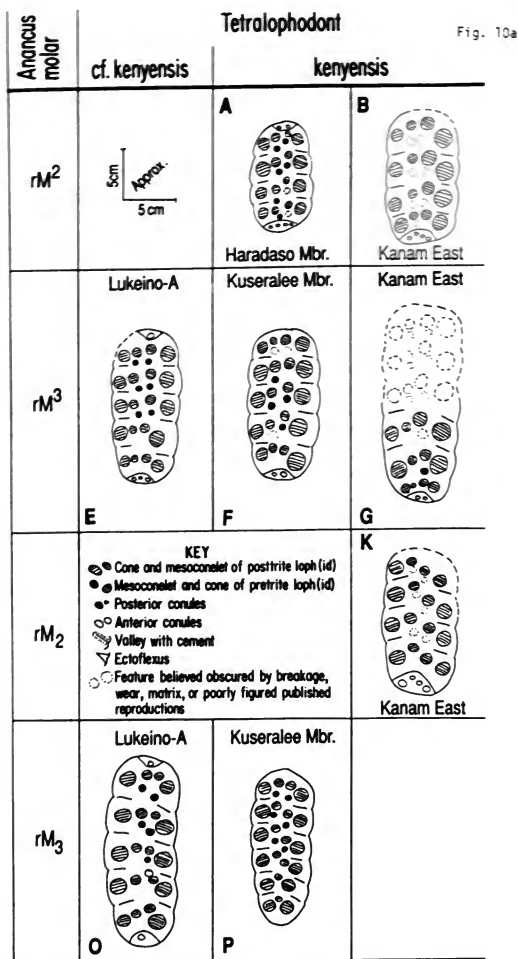 Tetralophodont
Fig. 10a
Anancus molar
cf. kenyensis
kenyensis
rM2
5cm
Approx.
5 cm
A
B
Haradaso Mbr.
Kanam East
rM3
Lukeino-A
Kuseralee Mbr.
Kanam East
E
F
G
rM2
KEY
Cone and mesoconelet of posttrite loph(id)
Mesoconelet and cone of pretrite loph(id)
Posterior conules
Anterior conules
Valley with cement
Ectoflexus
Feature believed obscured by breakage,
wear, matrix, or poorly figured published
reproductions
K
Kanam East
rM3
Lukeino-A
Kuseralee Mbr.
O
P